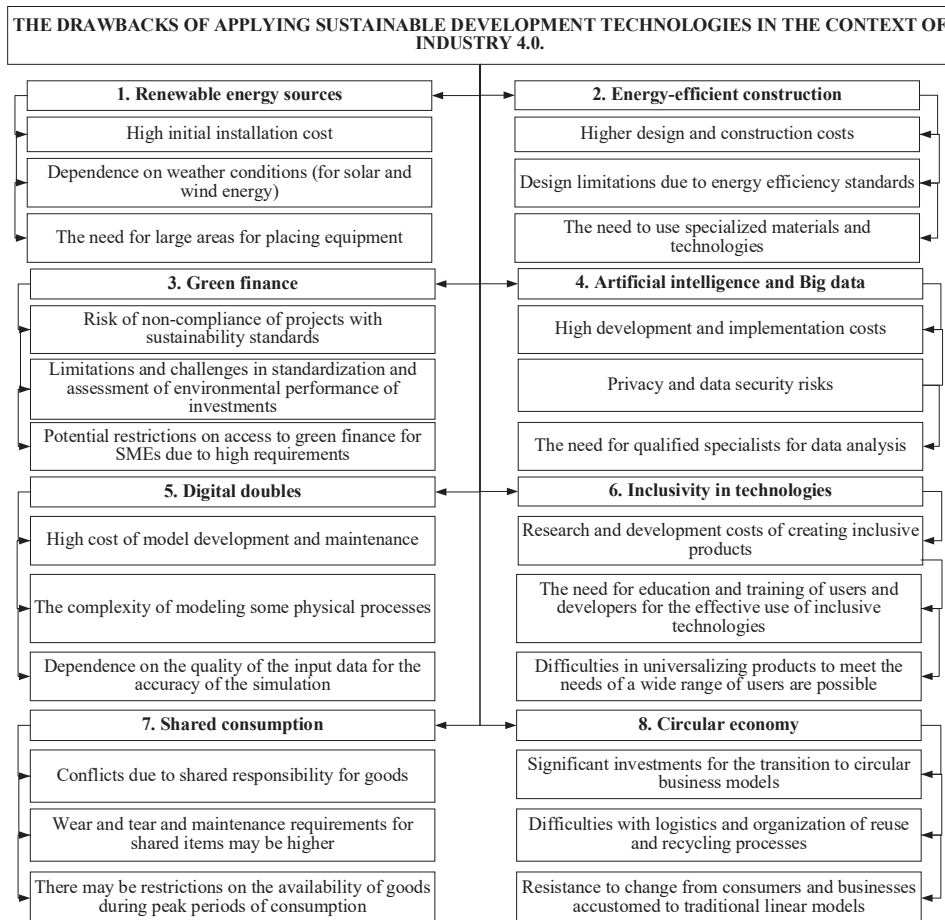 THE DRAWBACKS OF APPLYING SUSTAINABLE DEVELOPMENT TECHNOLOGIES IN THE CONTEXT OF
INDUSTRY 4.0.
1. Renewable energy sources
High initial installation cost
Dependence on weather conditions (for solar and
wind energy)
The need for large areas for placing equipment
2. Energy-efficient construction
Higher design and construction costs
Design limitations due to energy efficiency standards
The need to use specialized materials and
technologies
3. Green finance
Risk of non-compliance of projects with
sustainability standards
Limitations and challenges in standardization and
assessment of environmental performance of
investments
Potential restrictions on access to green finance for
SMEs due to high requirements
4. Artificial intelligence and Big data
High development and implementation costs
Privacy and data security risks
The need for qualified specialists for data analysis
5. Digital doubles
High cost of model development and maintenance
The complexity of modeling some physical processes
Dependence on the quality of the input data for the
accuracy of the simulation
6. Inclusivity in technologies
Research and development costs of creating inclusive
products
The need for education and training of users and
developers for the effective use of inclusive
technologies
Difficulties in universalizing products to meet the
needs of a wide range of users are possible
7. Shared consumption
Conflicts due to shared responsibility for goods
Wear and tear and maintenance requirements for
shared items may be higher
There may be restrictions on the availability of goods
during peak periods of consumption
8. Circular economy
Significant investments for the transition to circular
business models
Difficulties with logistics and organization of reuse
and recycling processes
Resistance to change from consumers and businesses
accustomed to traditional linear models